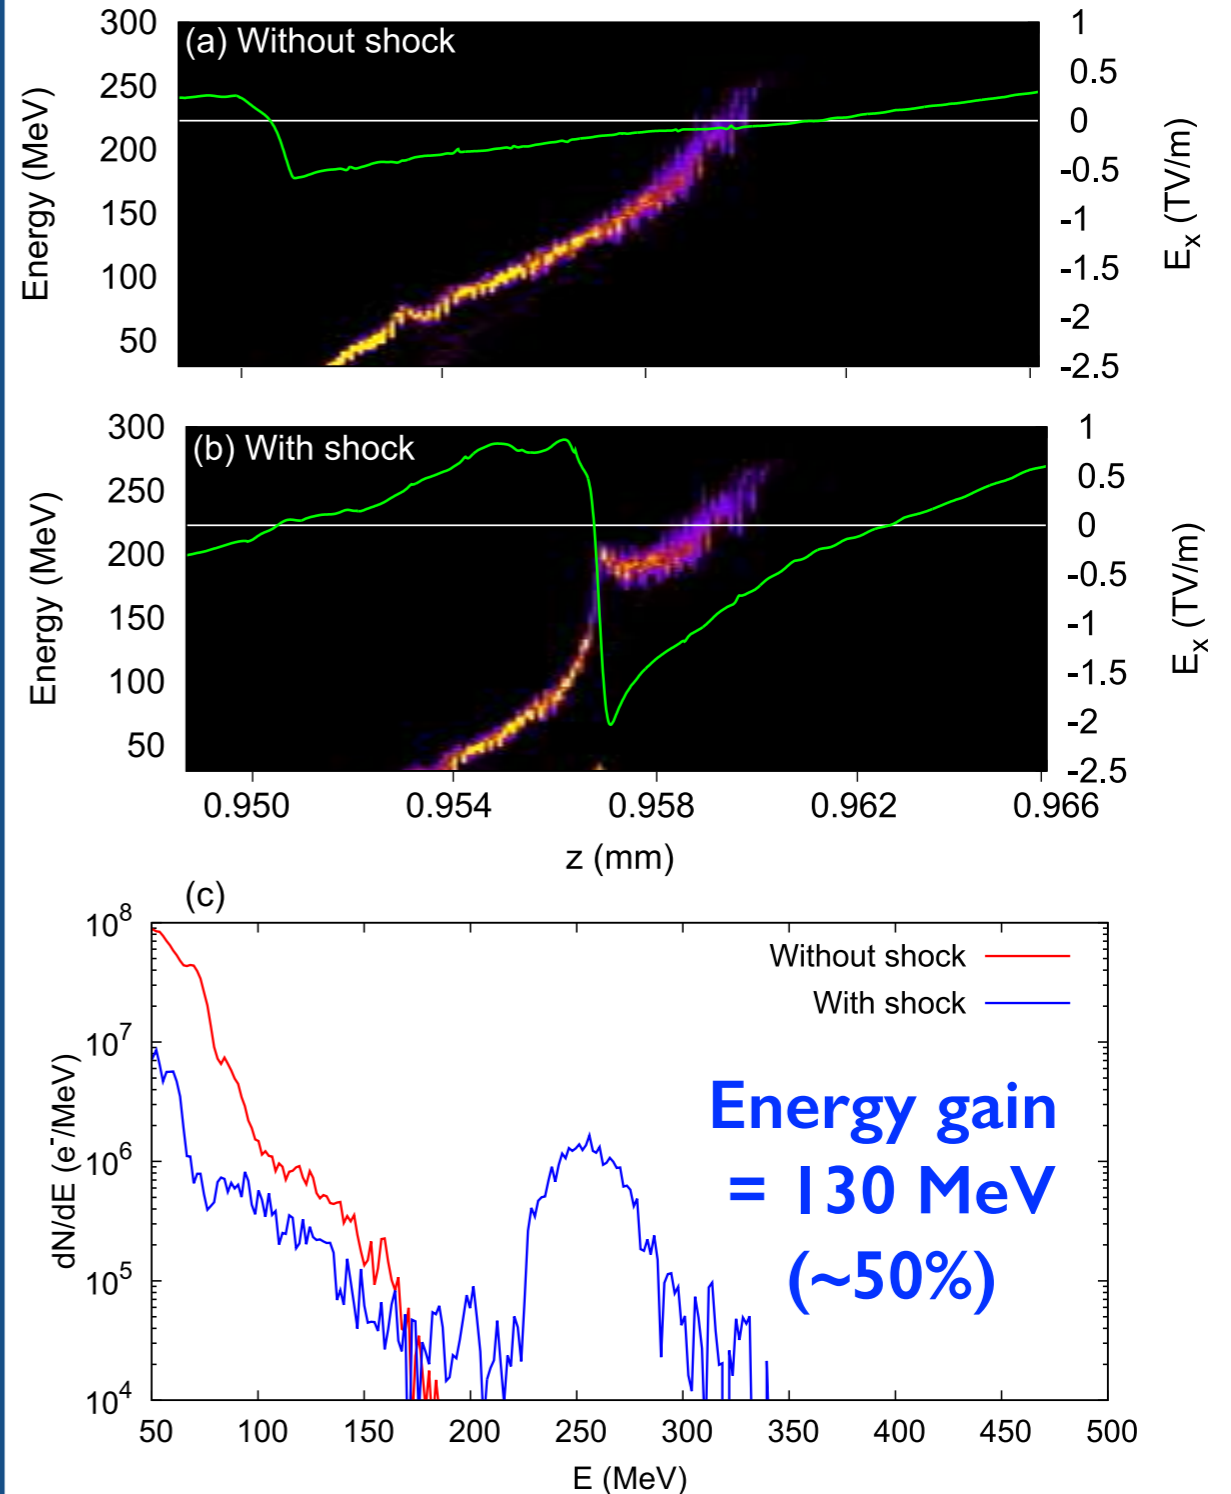 (a) Without shock
300
250
200
150
100
50
Energy (MeV)
1
0.5
0
-0.5
-1
-1.5
-2
-2.5
E_x (TV/m)
(b) With shock
300
250
200
150
100
50
Energy (MeV)
1
0.5
0
-0.5
-1
-1.5
-2
-2.5
E_x (TV/m)
0.950 0.954 0.958 0.962 0.966
z (mm)
(c)
10^8
10^7
10^6
10^5
10^4
dN/dE (e^-/MeV)
Without shock
With shock
Energy gain
= 130 MeV
(~50%)
50 100 150 200 250 300 350 400 450 500
E (MeV)